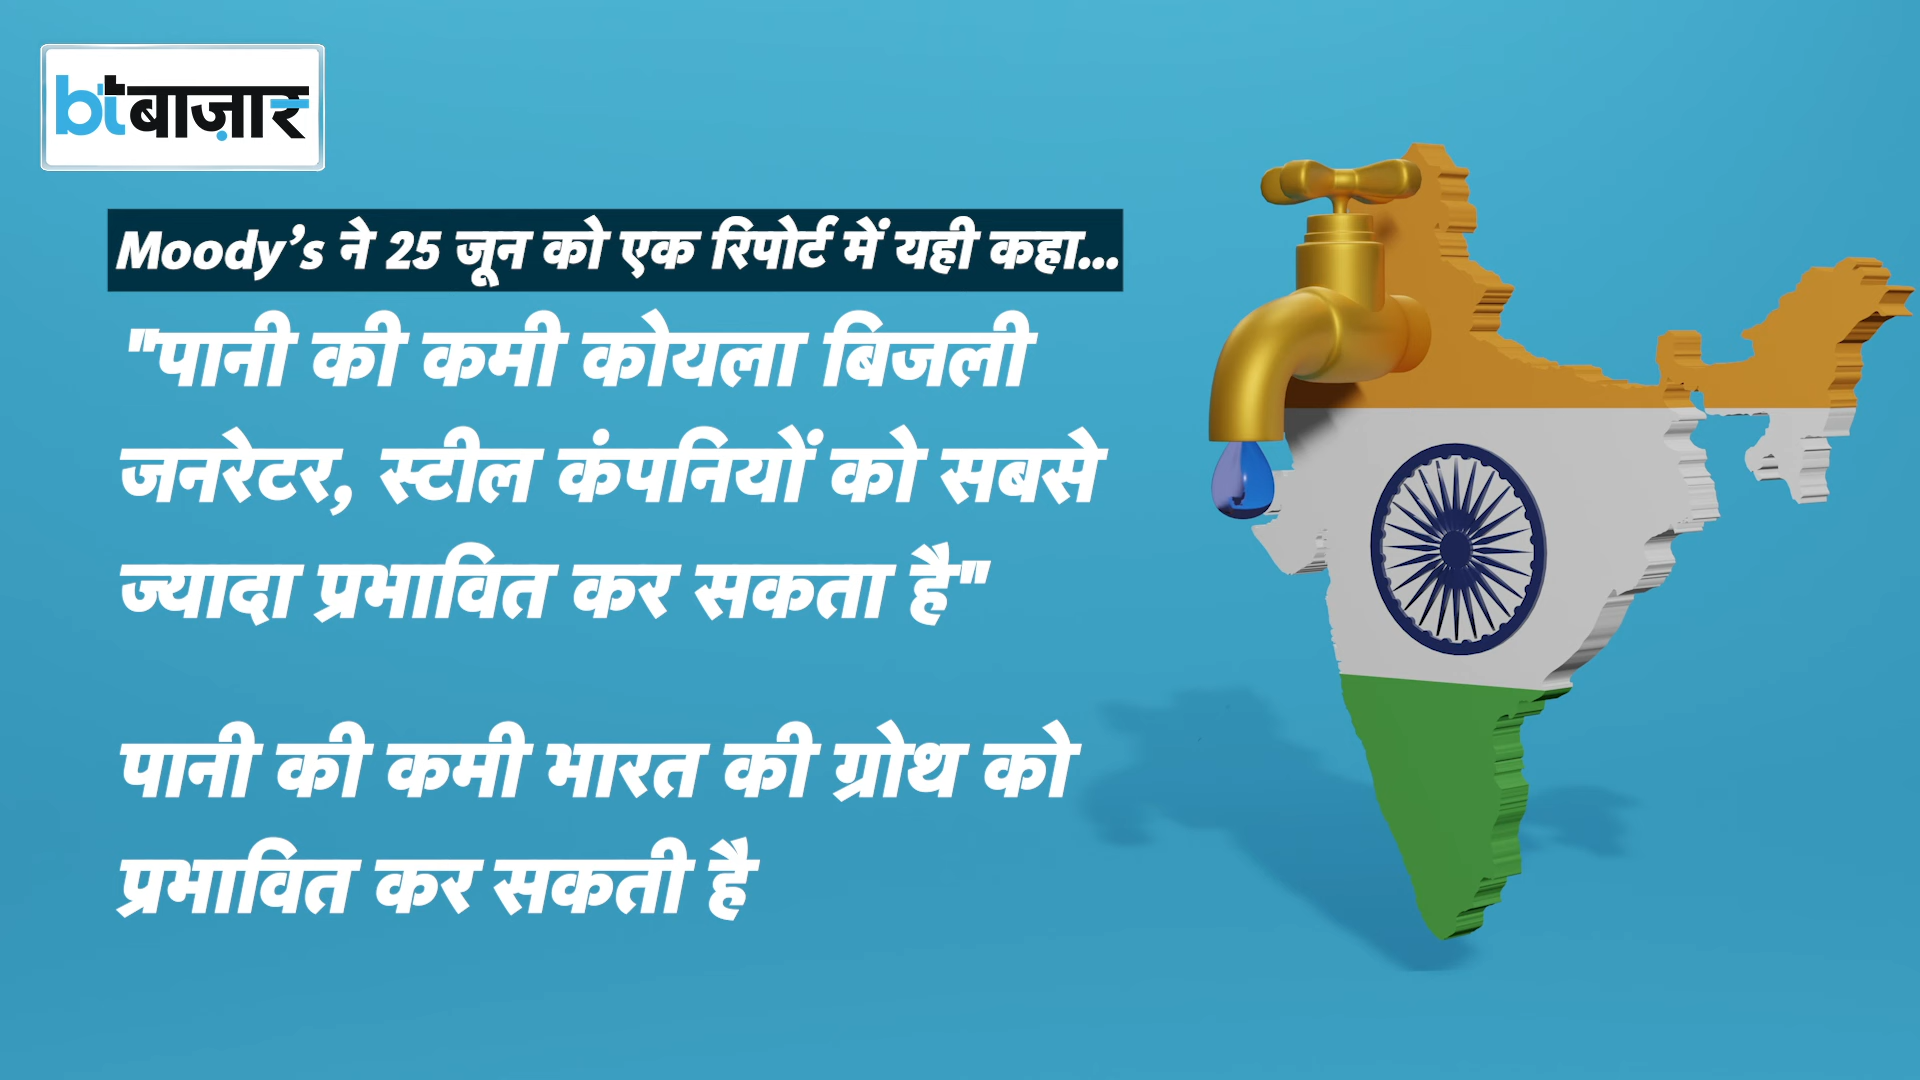 bt बाज़ार
Moody’s ने 25 जून को एक रिपोर्ट में यही कहा...
"पानी की कमी कोयला बिजली
जनरेटर, स्टील कंपनियों को सबसे
ज्यादा प्रभावित कर सकता है"
पानी की कमी भारत की ग्रोथ को
प्रभावित कर सकती है